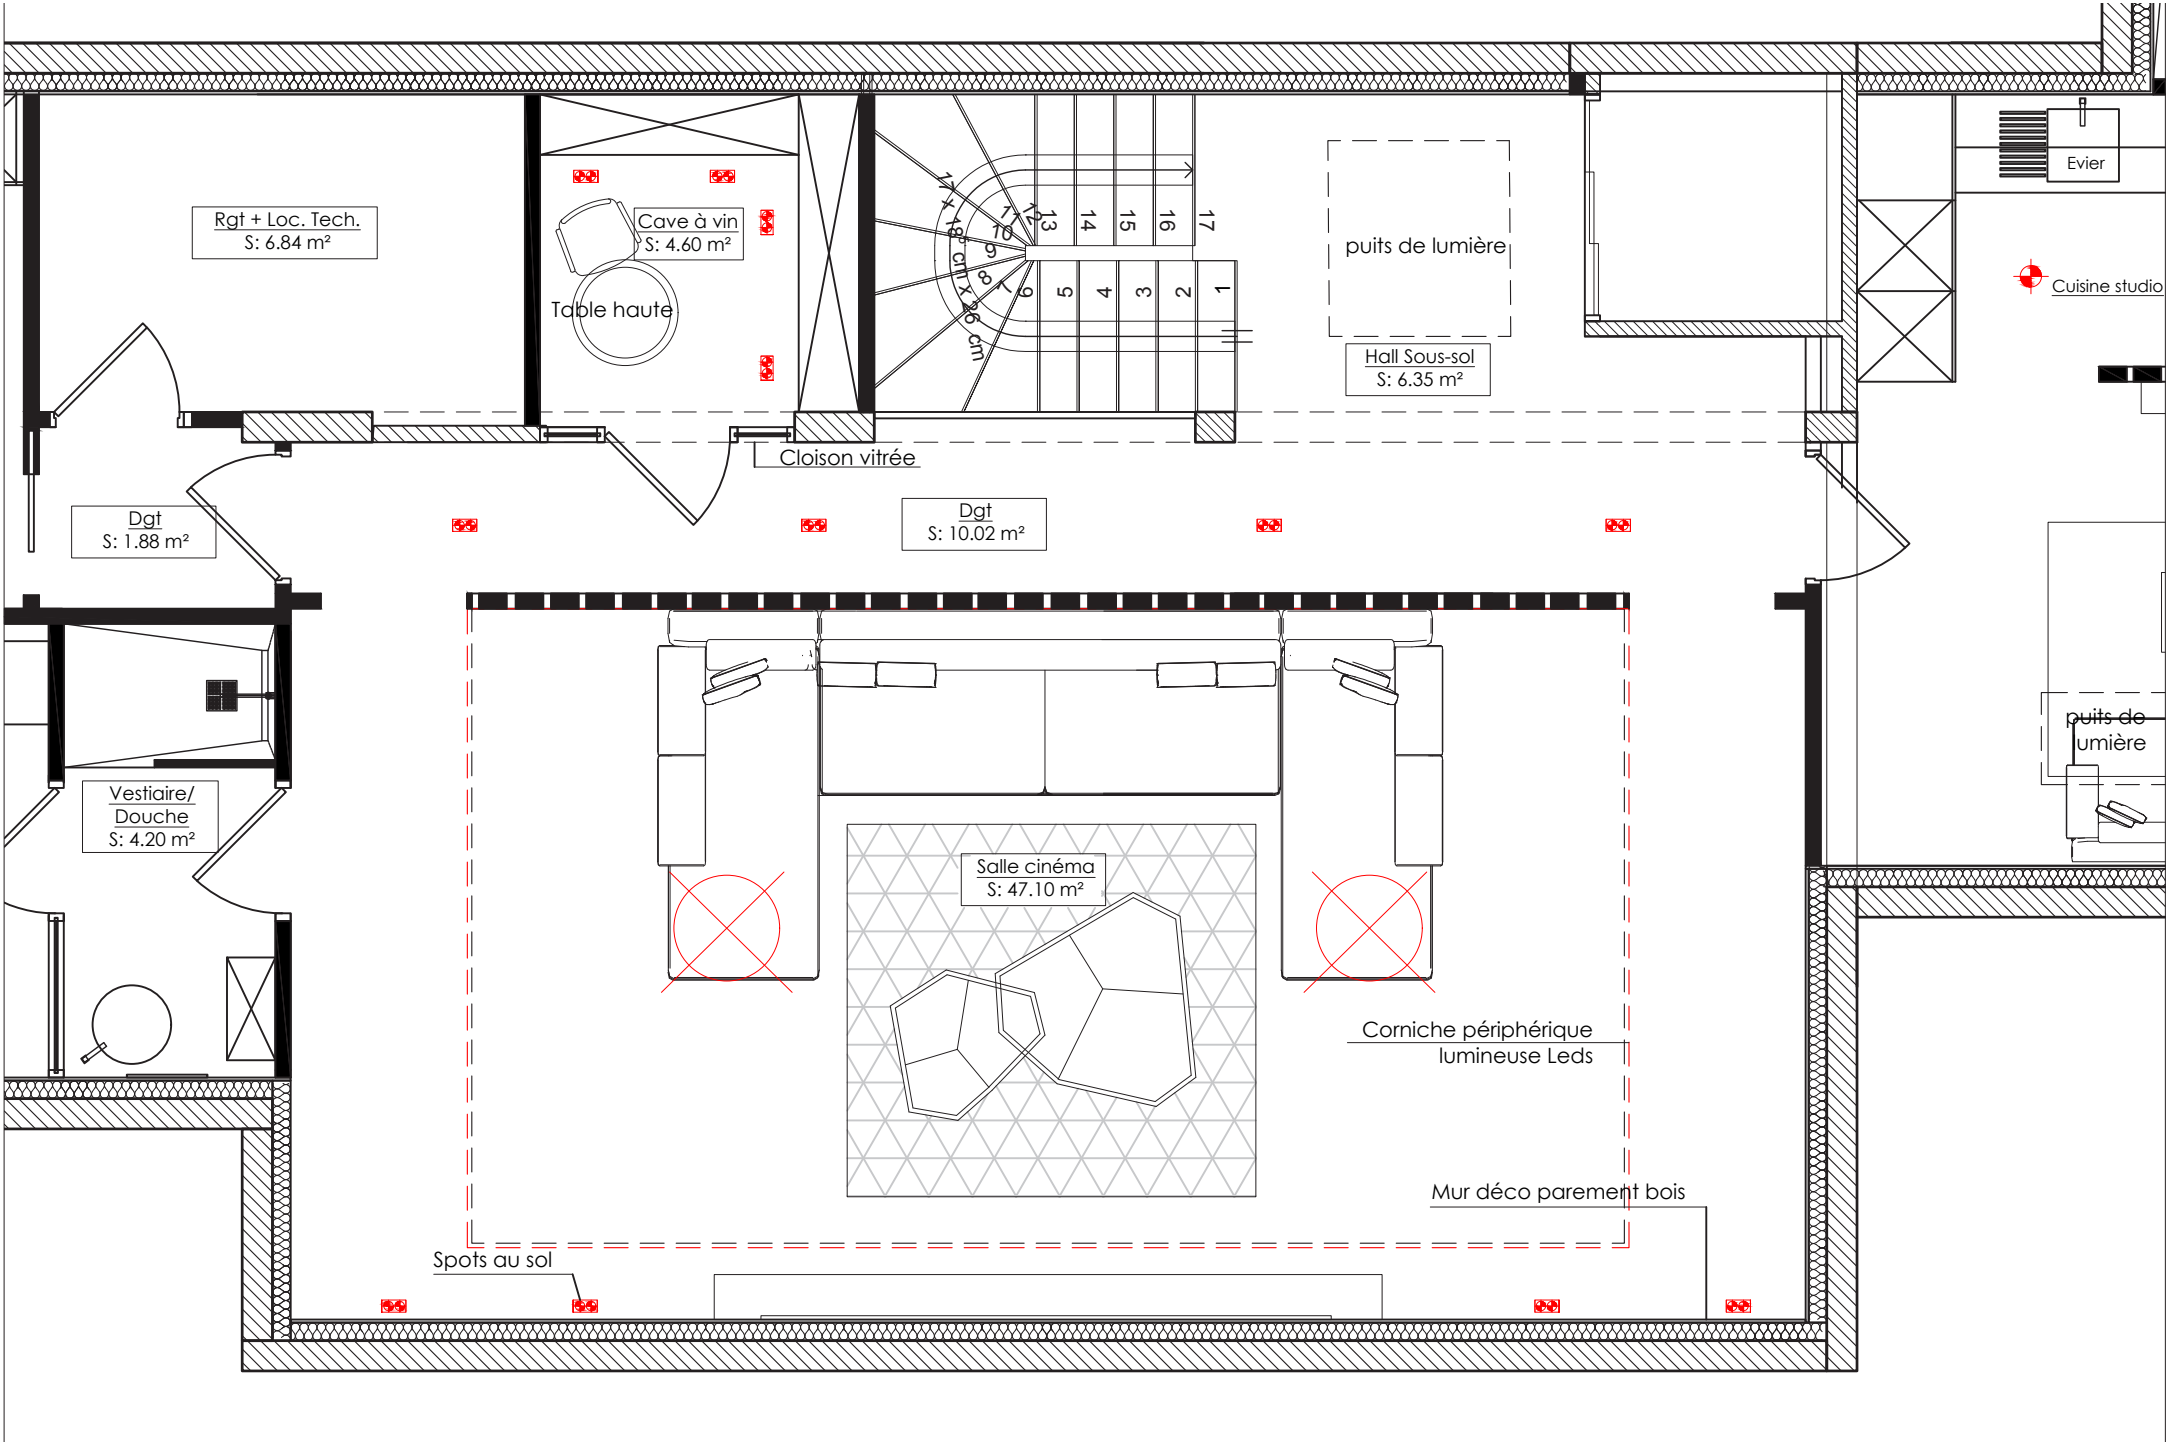 Evier
Rgt + Loc. Tech.
S: 6.84 m²
Cave à vin
S: 4.60 m²
Table haute
17 x 18⁵ cm x 26 cm
1
2
3
4
5
6
7
8
9
10
11
12
13
14
15
16
17
puits de lumière
Cuisine studio
Hall Sous-sol
S: 6.35 m²
Cloison vitrée
Dgt
S: 1.88 m²
Dgt
S: 10.02 m²
puits de
lumière
Vestiaire/
Douche
S: 4.20 m²
Salle cinéma
S: 47.10 m²
Corniche périphérique
lumineuse Leds
Mur déco parement bois
Spots au sol